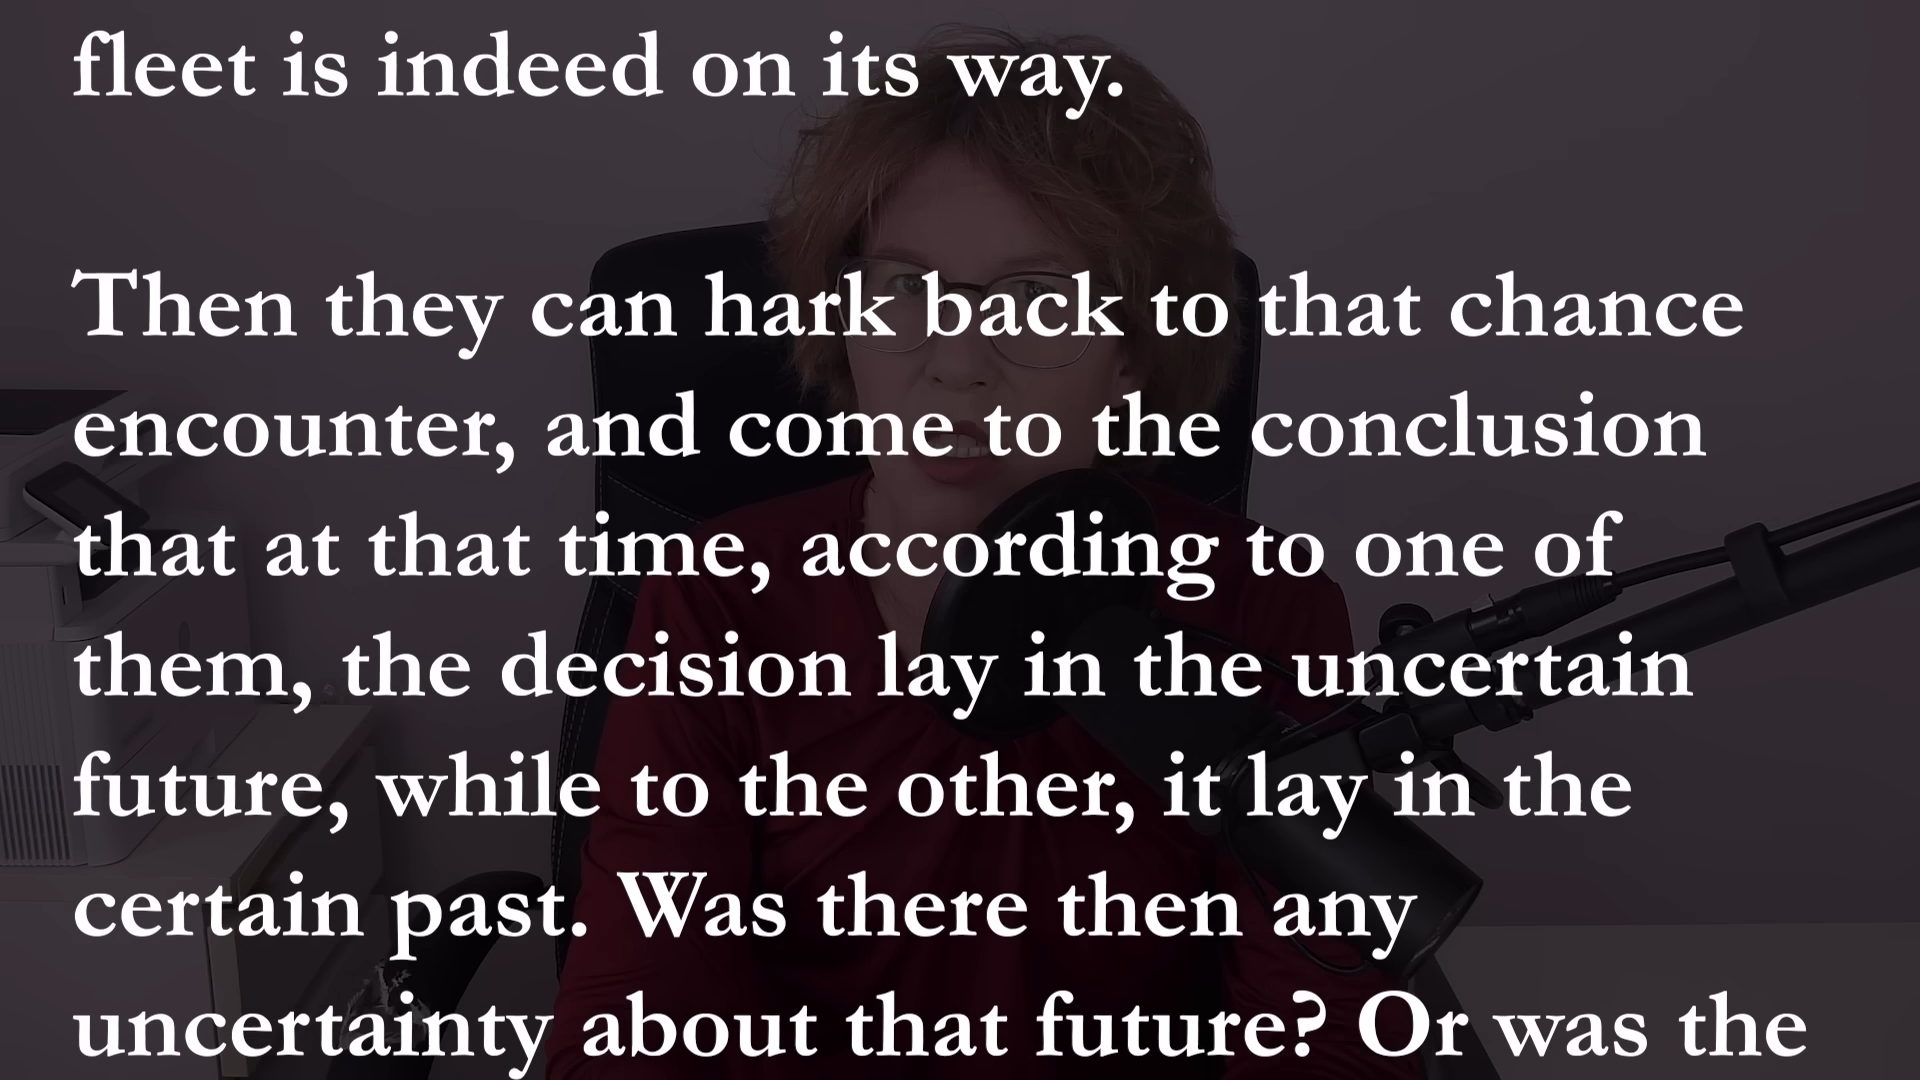 fleet is indeed on its way.
Then they can hark back to that chance
encounter, and come to the conclusion
that at that time, according to one of
them, the decision lay in the uncertain
future, while to the other, it lay in the
certain past. Was there then any
uncertainty about that future? Or was the